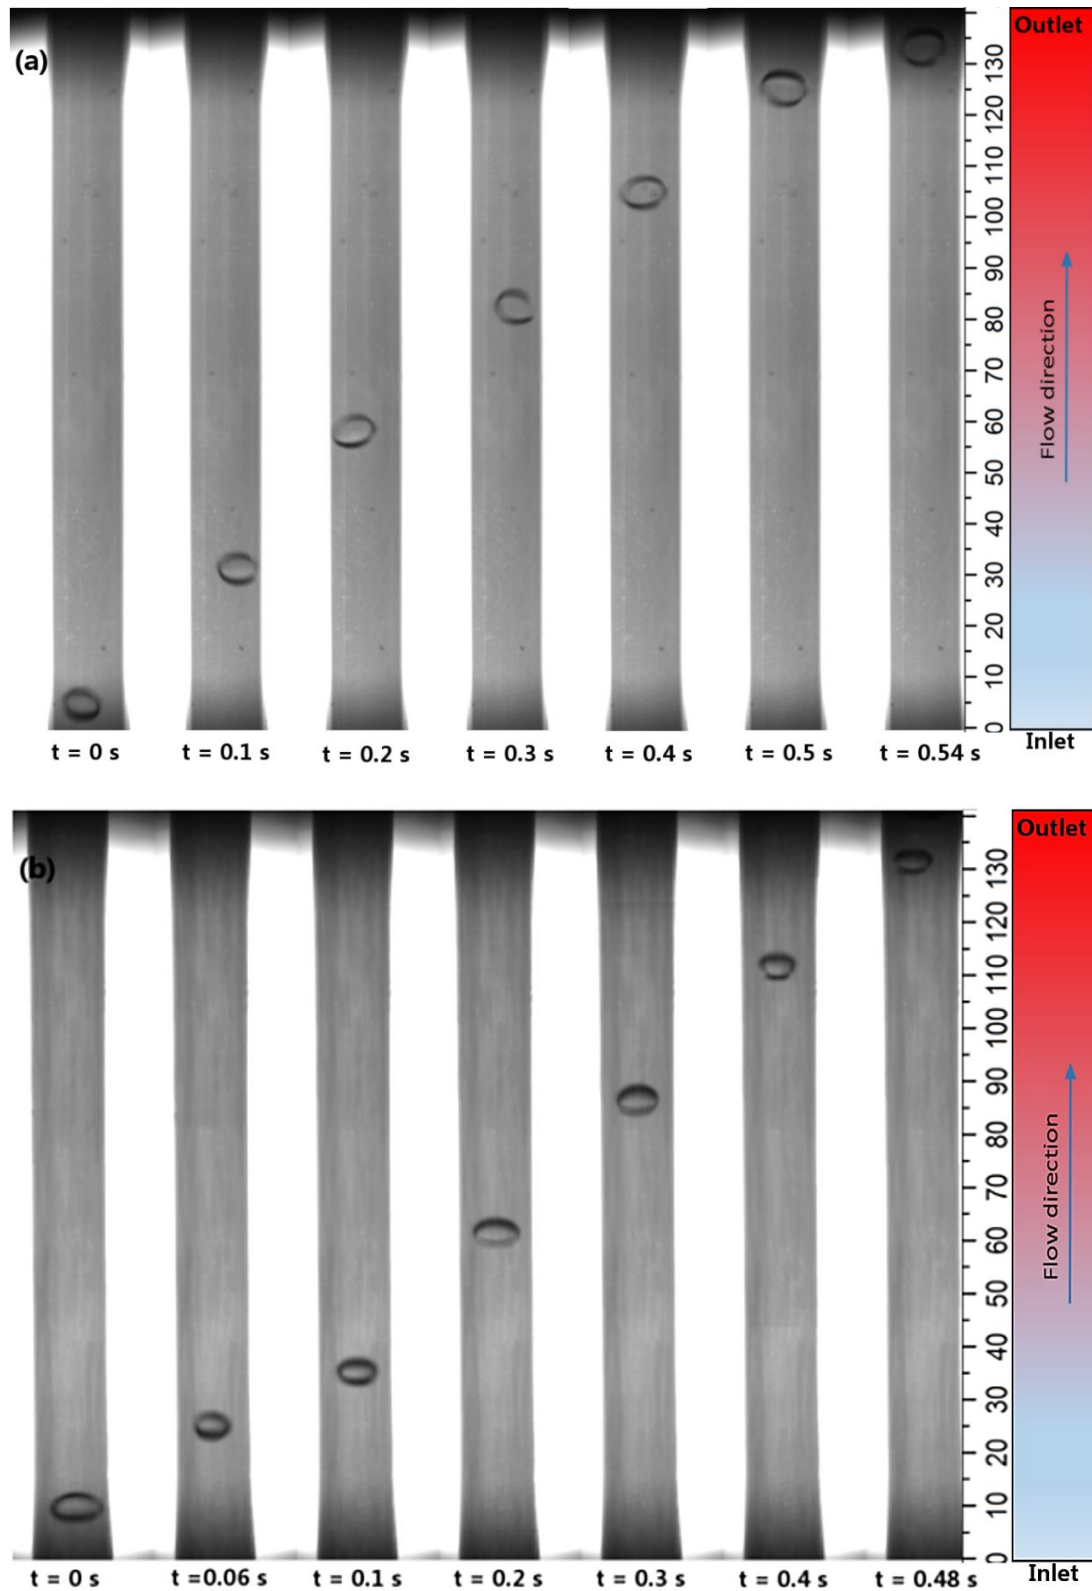 (a)
Outlet
130
120
110
100
90
80
70
60
50
40
30
20
10
0
Flow direction
Inlet
t = 0 s
t = 0.1 s
t = 0.2 s
t = 0.3 s
t = 0.4 s
t = 0.5 s
t = 0.54 s
(b)
Outlet
130
120
110
100
90
80
70
60
50
40
30
20
10
0
Flow direction
Inlet
t = 0 s
t =0.06 s
t = 0.1 s
t = 0.2 s
t = 0.3 s
t = 0.4 s
t = 0.48 s